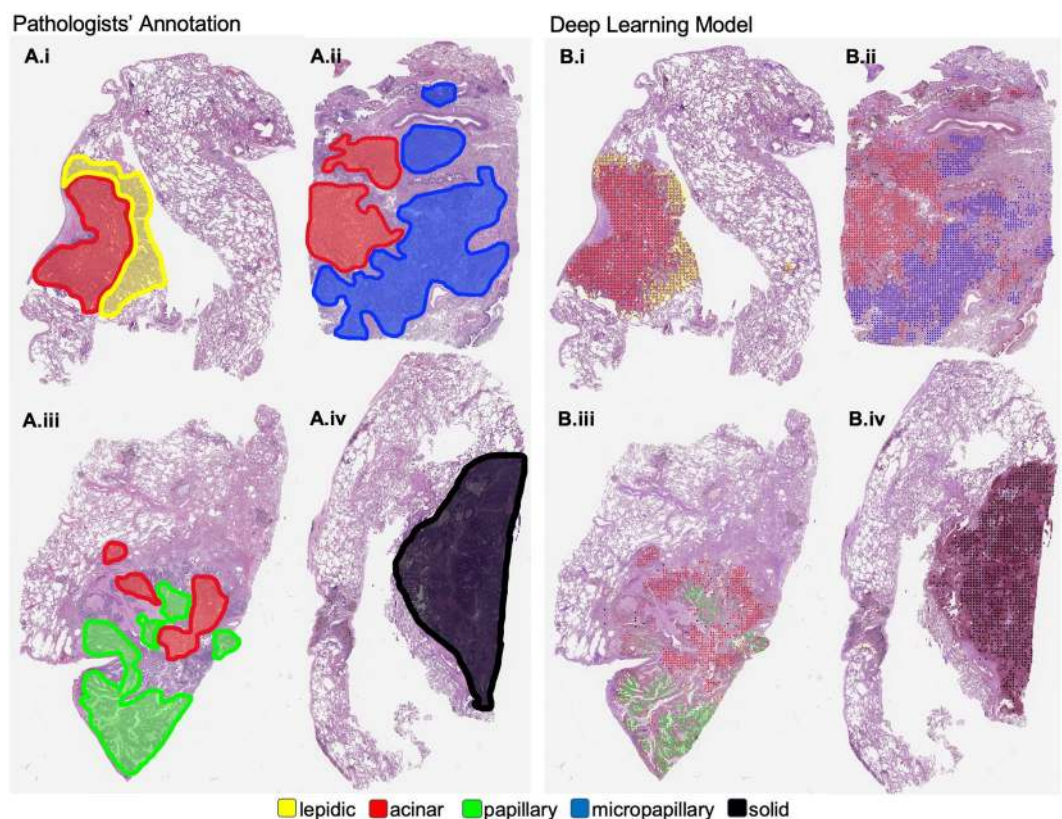 Pathologists' Annotation
Deep Learning Model
A.i
A.ii
B.i
B.ii
A.iii
A.iv
B.iii
B.iv
lepidic acinar papillary micropapillary solid